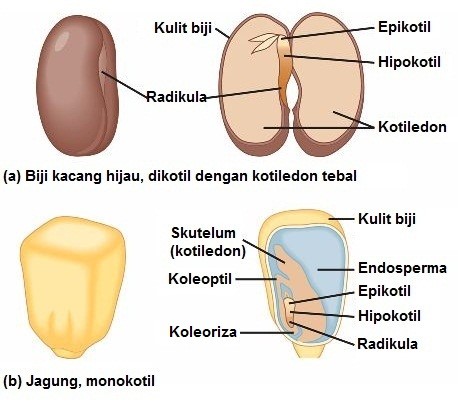 Kulit biji
Epikotil
Hipokotil
Radikula
Kotiledon
(a) Biji kacang hijau, dikotil dengan kotiledon tebal
Kulit biji
Skutelum
(kotiledon)
Koleoptil
Endosperma
Epikotil
Hipokotil
Koleoriza
Radikula
(b) Jagung, monokotil